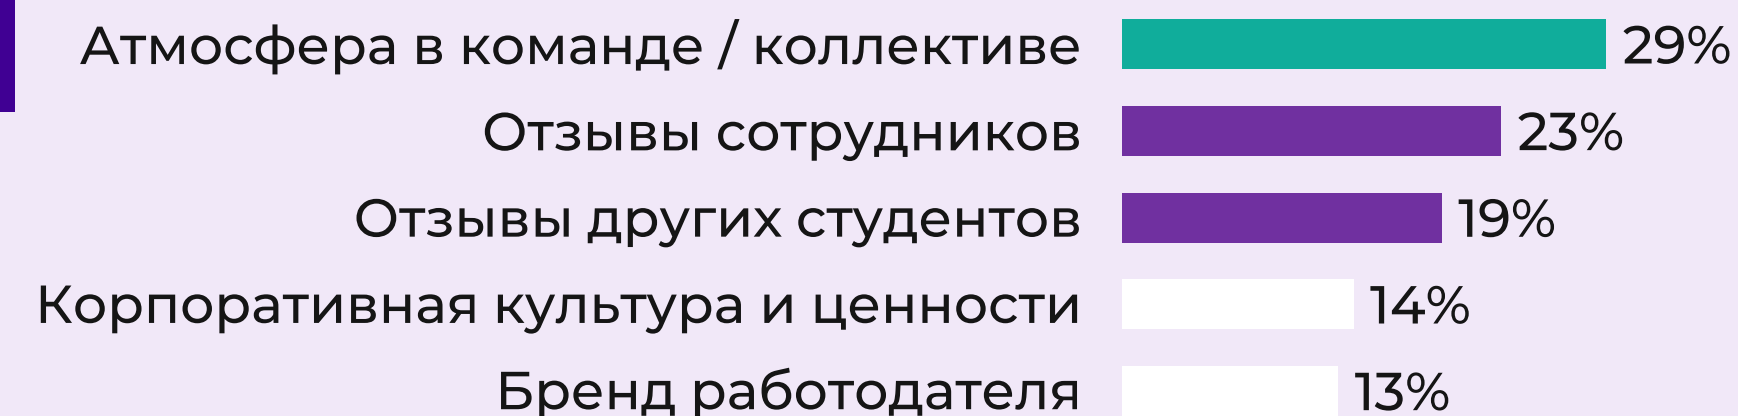 Атмосфера в команде / коллективе 29%
Отзывы сотрудников 23%
Отзывы других студентов 19%
Корпоративная культура и ценности 14%
Бренд работодателя 13%